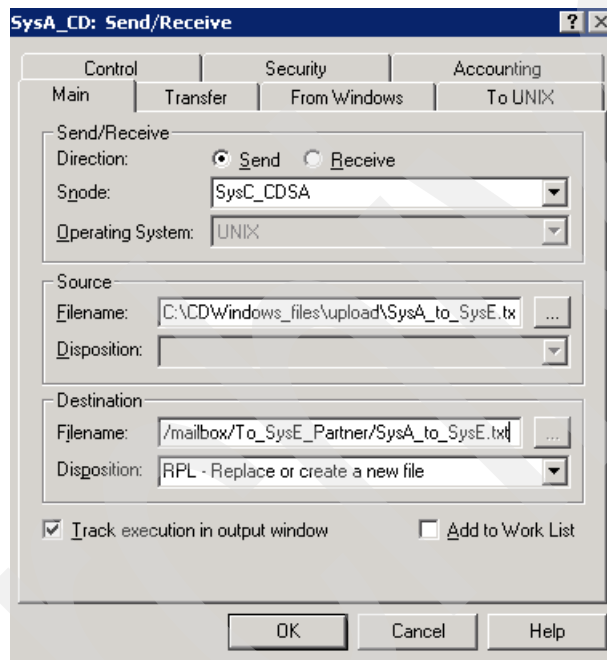 SysA_CD: Send/Receive
Control Security Accounting
Main Transfer From Windows To UNIX
Send/Receive
Direction: Send Receive
Snode: SysC_CDSA
Operating System: UNIX
Source
Filename: C:\CDWindows_files\upload\SysA_to_SysE.tx ...
Disposition:
Destination
Filename: /mailbox/To_SysE_Partner/SysA_to_SysE.txt ...
Disposition: RPL - Replace or create a new file
Track execution in output window Add to Work List
OK Cancel Help